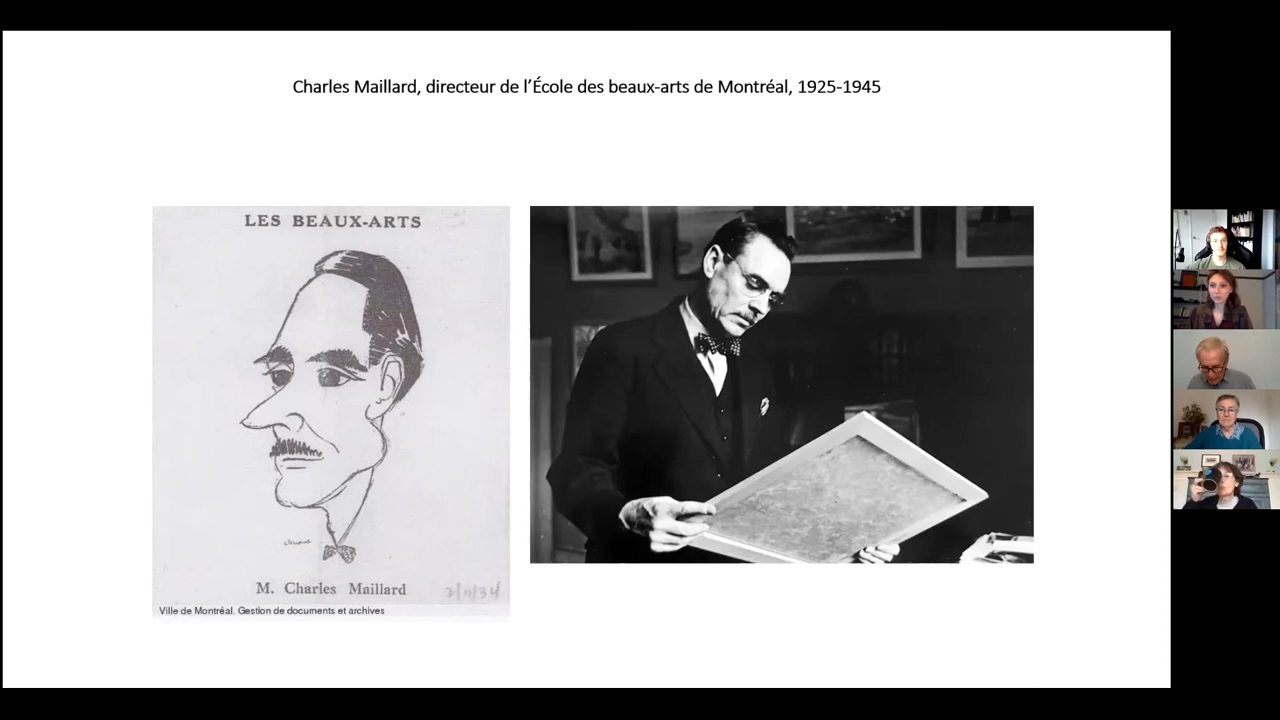 Charles Maillard, directeur de l'École des beaux-arts de Montréal, 1925-1945
LES BEAUX-ARTS
M. Charles Maillard
Ville de Montréal. Gestion de documents et archives